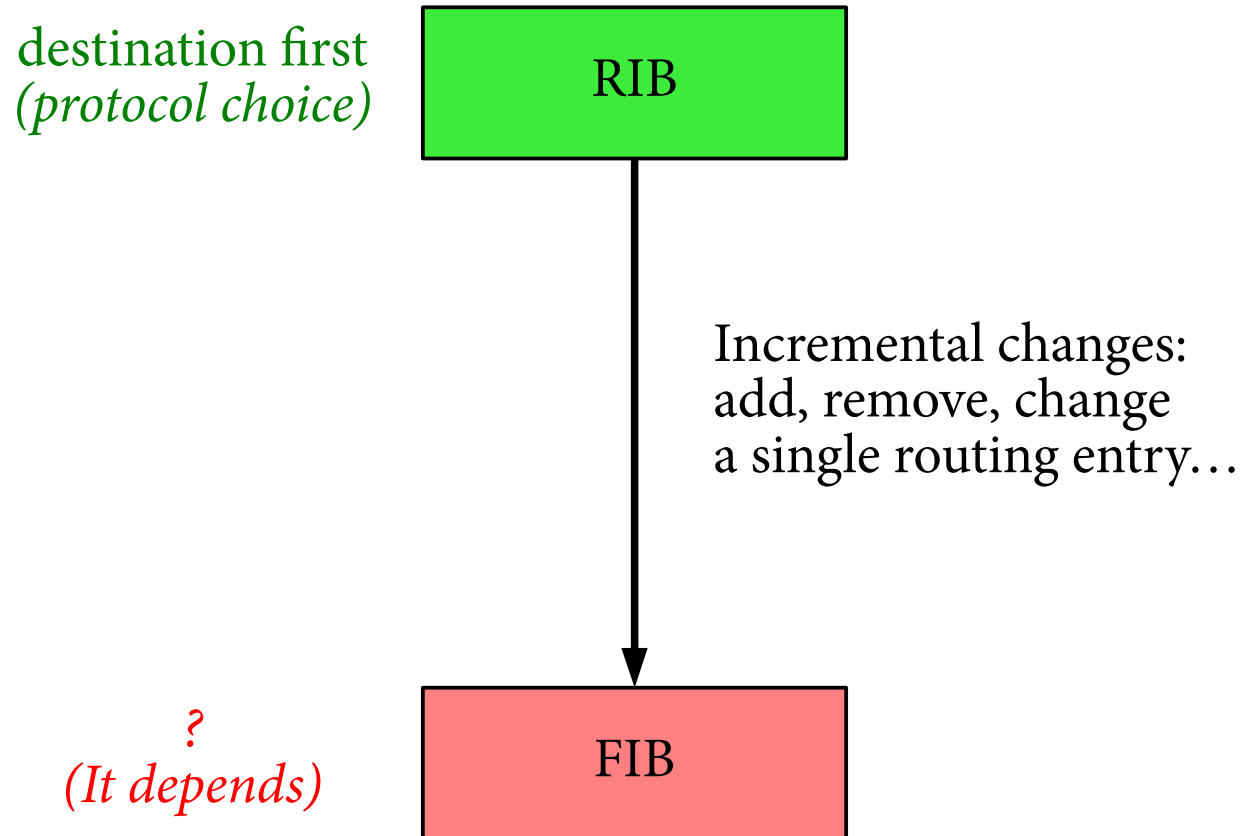 destination first
(protocol choice)
RIB
Incremental changes:
add, remove, change
a single routing entry…
?
(It depends)
FIB